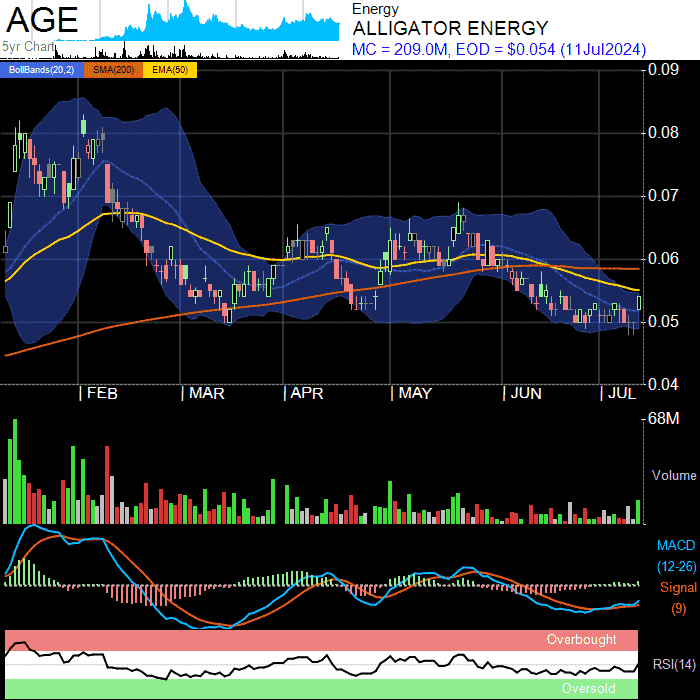 AGE
5yr Chart
Energy
ALLIGATOR ENERGY
MC = 209.0M, EOD = $0.054 (11Jul2024)
BollBands(20,2) SMA(200) EMA(50)
0.09
0.08
0.07
0.06
0.05
0.04
FEB MAR APR MAY JUN JUL
68M
Volume
MACD
(12-26)
Signal
(9)
Overbought
RSI(14)
Oversold